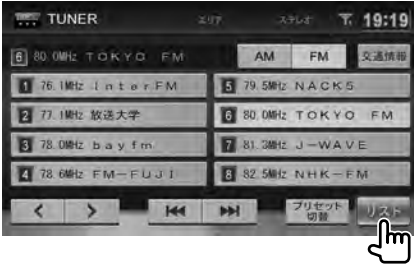 TUNER エリア ステレオ 19:19
6 80.0MHz TOKYO FM AM FM 交通情報
1 76.1MHz InterFM 5 79.5MHz NACK5
2 77.1MHz 放送大学 6 80.0MHz TOKYO FM
3 78.0MHz bayfm 7 81.3MHz J-WAVE
4 78.6MHz FM-FUJI 8 82.5MHz NHK-FM
プリセット
切替
リスト